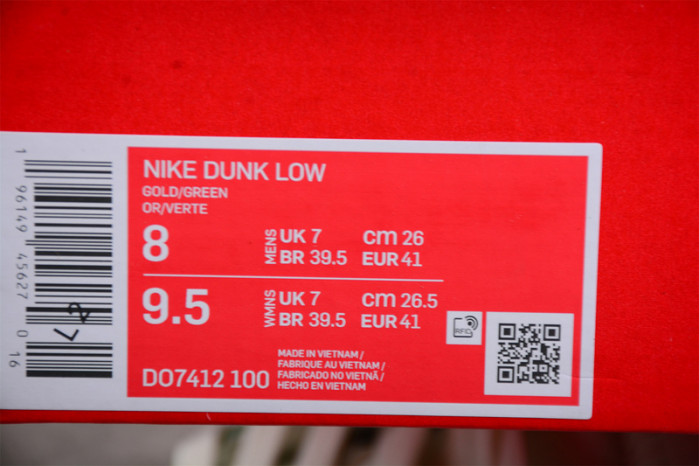 NIKE DUNK LOW
GOLD/GREEN
OR/VERTE
8 MENS UK 7 cm 26
BR 39.5 EUR 41
9.5 WMNS UK 7 cm 26.5
BR 39.5 EUR 41
RFID
DO7412 100
MADE IN VIETNAM /
FABRIQUE AU VIETNAM /
FABRICADO NO VIETNÃ /
HECHO EN VIETNAM
1 96149 45627 0 16